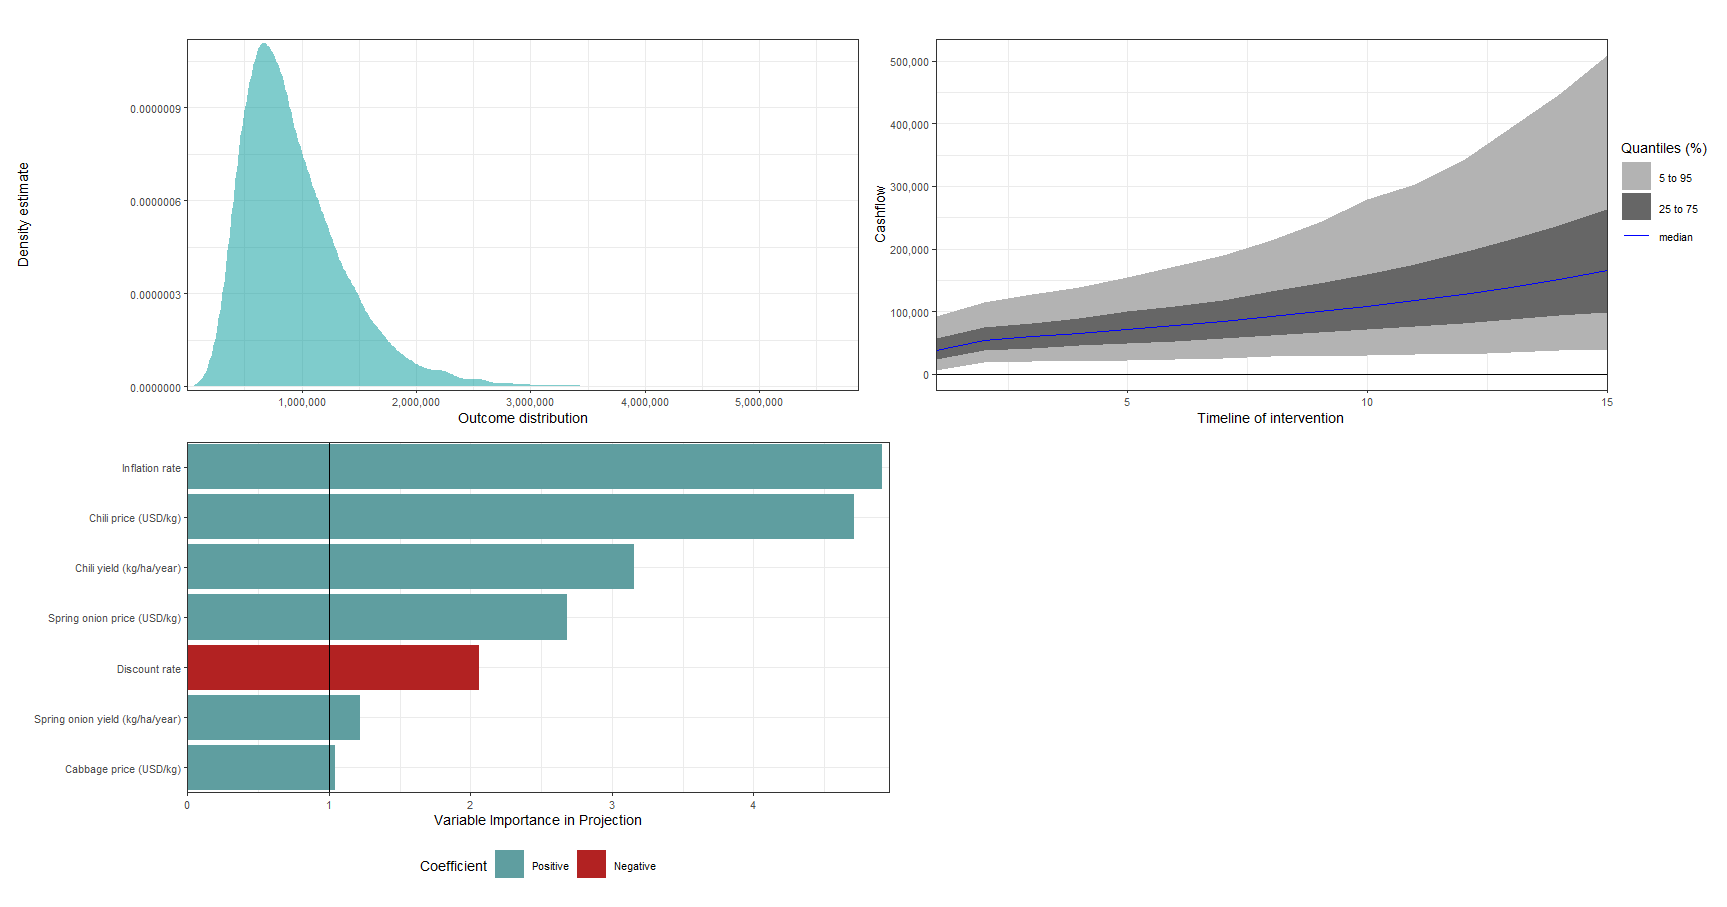 Density estimate
0.0000009
0.0000006
0.0000003
0.0000000
1,000,000
2,000,000
3,000,000
4,000,000
5,000,000
Outcome distribution
Cashflow
500,000
400,000
300,000
200,000
100,000
0
5
10
15
Timeline of intervention
Quantiles (%)
5 to 95
25 to 75
median
Inflation rate
Chili price (USD/kg)
Chili yield (kg/ha/year)
Spring onion price (USD/kg)
Discount rate
Spring onion yield (kg/ha/year)
Cabbage price (USD/kg)
0
1
2
3
4
Variable Importance in Projection
Coefficient
Positive
Negative